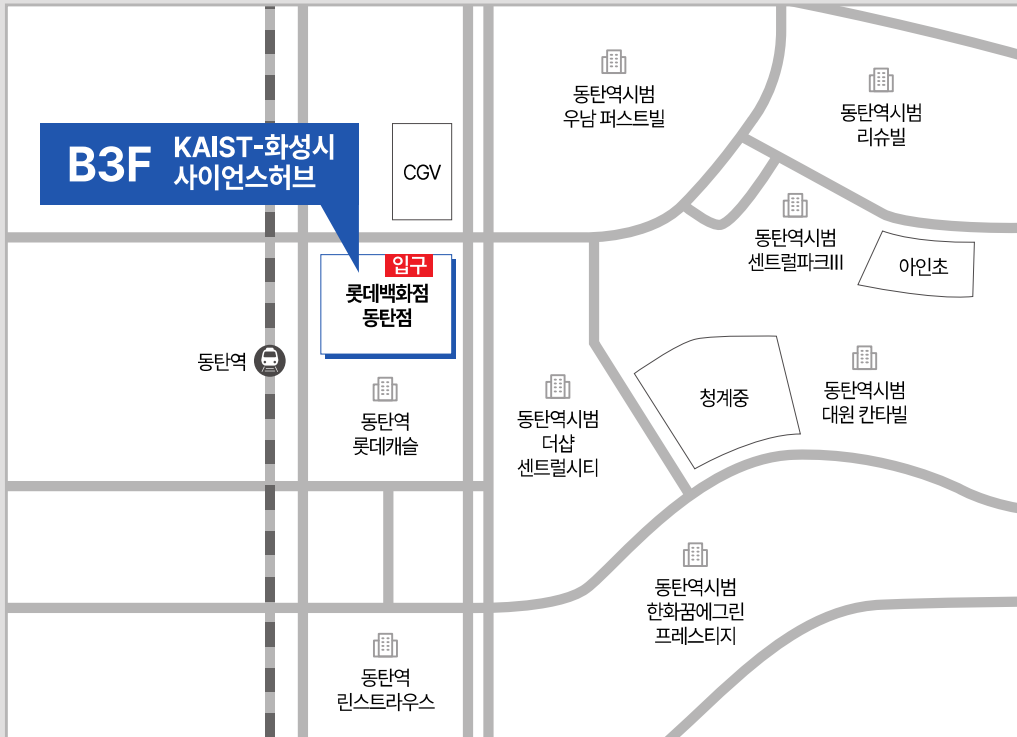 동탄역시범
우남 퍼스트빌
동탄역시범
리슈빌
B3F
KAIST-화성시
사이언스허브
CGV
동탄역시범
센트럴파크III
아인초
입구
롯데백화점
동탄점
동탄역
동탄역
롯데캐슬
동탄역시범
더샵
센트럴시티
청계중
동탄역시범
대원 칸타빌
동탄역시범
한화꿈에그린
프레스티지
동탄역
린스트라우스